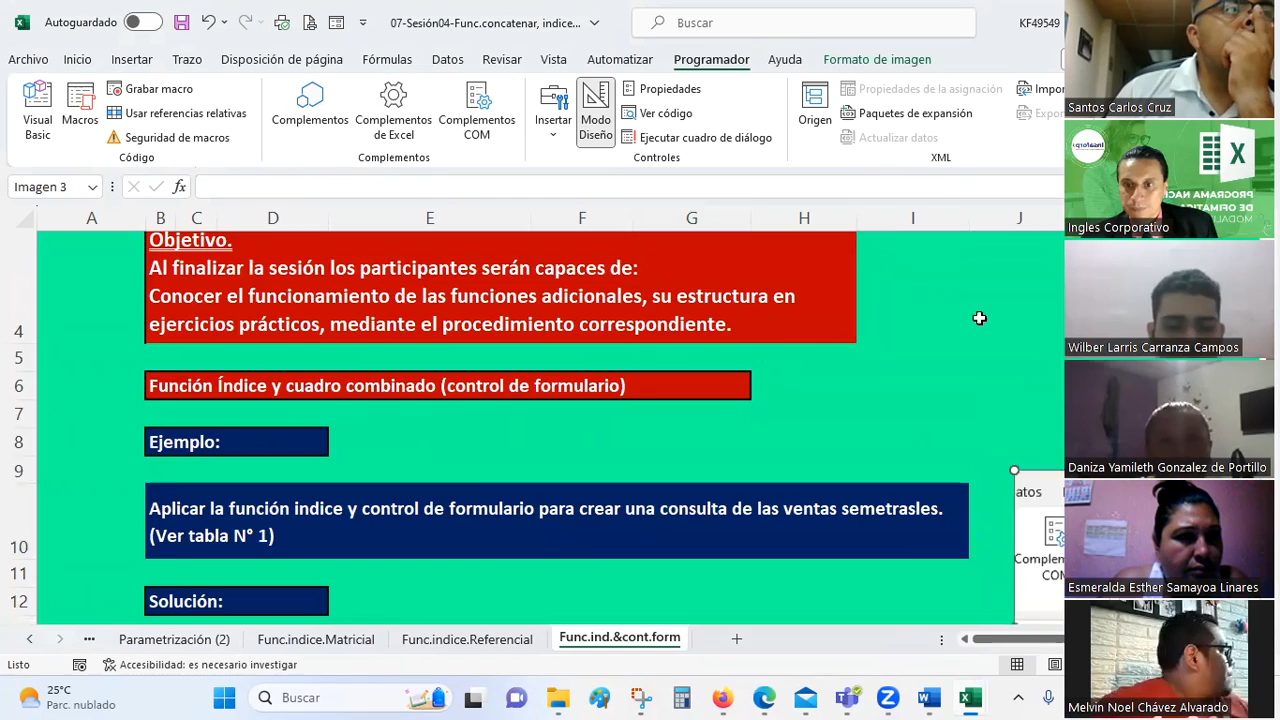 Autoguardado
07-Sesión04-Func.concatenar, indice,...
Buscar
KF49549
Archivo Inicio Insertar Trazo Disposición de página Fórmulas Datos Revisar Vista Automatizar Programador Ayuda Formato de imagen
Visual Basic
Macros
Grabar macro
Usar referencias relativas
Seguridad de macros
Código
Complementos
Complementos de Excel
Complementos COM
Complementos
Insertar
Modo Diseño
Propiedades
Ver código
Ejecutar cuadro de diálogo
Controles
Origen
Propiedades de la asignación
Paquetes de expansión
Actualizar datos
XML
Imagen 3
fx
A B C D E F G H I J
Objetivo.
Al finalizar la sesión los participantes serán capaces de:
Conocer el funcionamiento de las funciones adicionales, su estructura en
4 ejercicios prácticos, mediante el procedimiento correspondiente.
5
6 Función Índice y cuadro combinado (control de formulario)
7
8 Ejemplo:
9
Aplicar la función indice y control de formulario para crear una consulta de las ventas semetrasles.
10 (Ver tabla N° 1)
11
12 Solución:
atos
Parametrización (2) Func.indice.Matricial Func.indice.Referencial Func.ind.&cont.form
Listo
Accesibilidad: es necesario investigar
25°C
Parc. nublado
Buscar
Santos Carlos Cruz
Insaforp
PROGRAMA NAC
DE OFIMATICA
Ingles Corporativo
Wilber Larris Carranza Campos
Daniza Yamileth Gonzalez de Portillo
Esmeralda Esther Samayoa Linares
Melvin Noel Chávez Alvarado